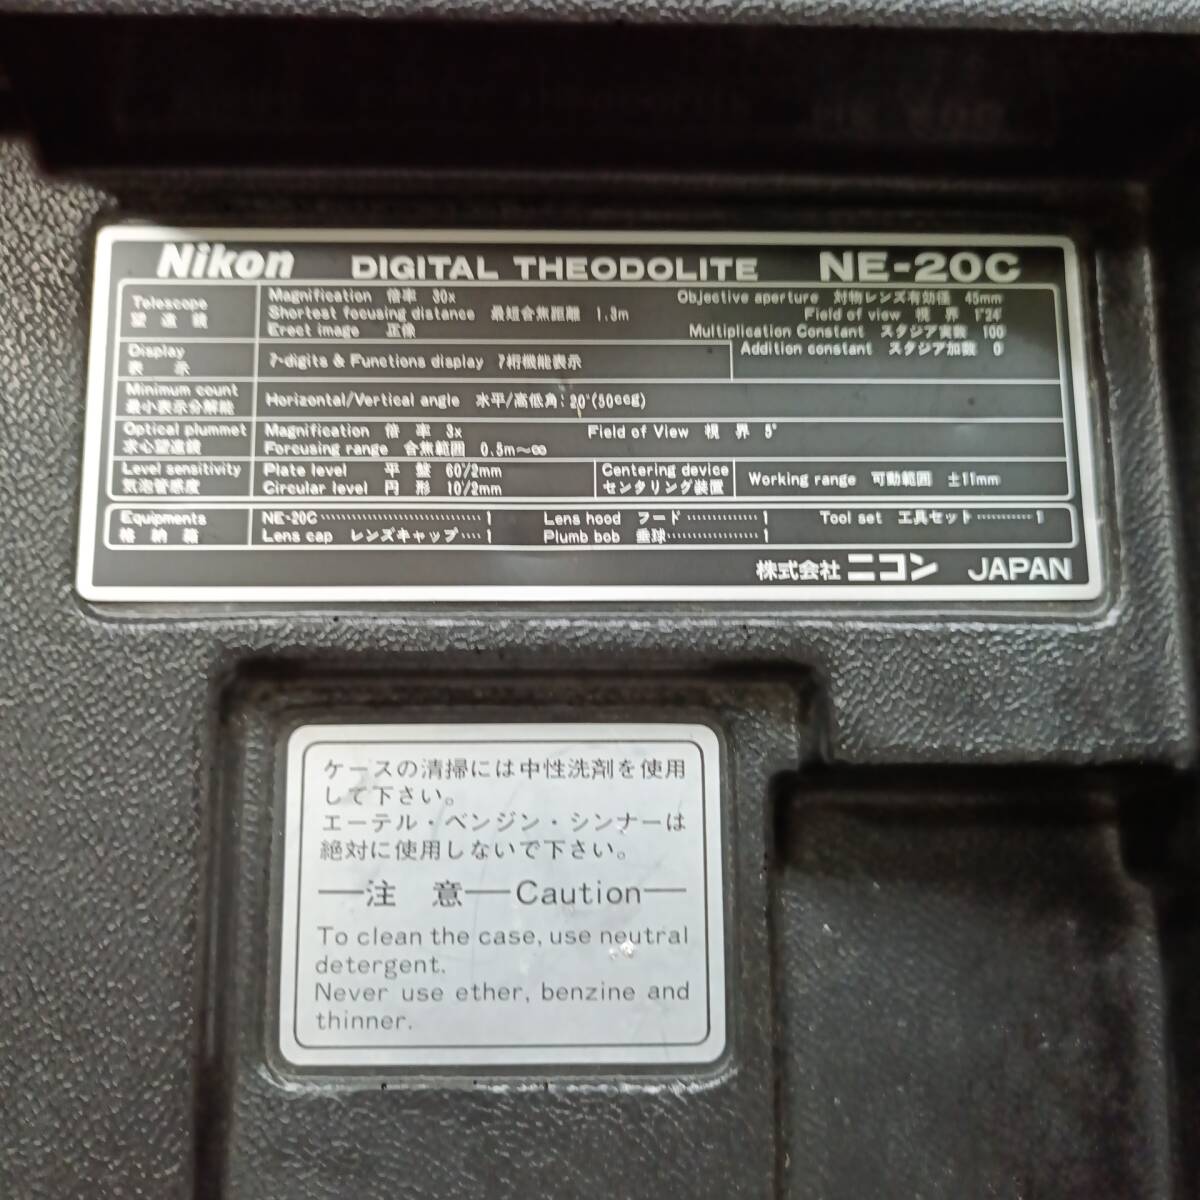 Nikon DIGITAL THEODOLITE NE-20C
Telescope
望遠鏡
Magnification 倍率 30x
Shortest focusing distance 最短合焦距離 1.3m
Erect image 正像
Objective aperture 対物レンズ有効径 45mm
Field of view 視界 1°24'
Multiplication Constant スタジア乗数 100
Addition constant スタジア加数 0
Display
表示
7-digits & Functions display 7桁機能表示
Minimum count
最小表示分解能
Horizontal/Vertical angle 水平/高低角: 20"(50ccg)
Optical plummet
求心望遠鏡
Magnification 倍率 3x
Forcusing range 合焦範囲 0.5m〜∞
Field of View 視界 5°
Level sensitivity
気泡管感度
Plate level 平盤 60"/2mm
Circular level 円形 10'/2mm
Centering device
センタリング装置
Working range 可動範囲 ±11mm
Equipments
格納箱
NE-20C 1
Lens cap レンズキャップ 1
Lens hood フード 1
Plumb bob 垂球 1
Tool set 工具セット 1
株式会社 ニコン JAPAN
ケースの清掃には中性洗剤を使用
して下さい。
エーテル・ベンジン・シンナーは
絶対に使用しないで下さい。
注意 Caution
To clean the case, use neutral
detergent.
Never use ether, benzine and
thinner.